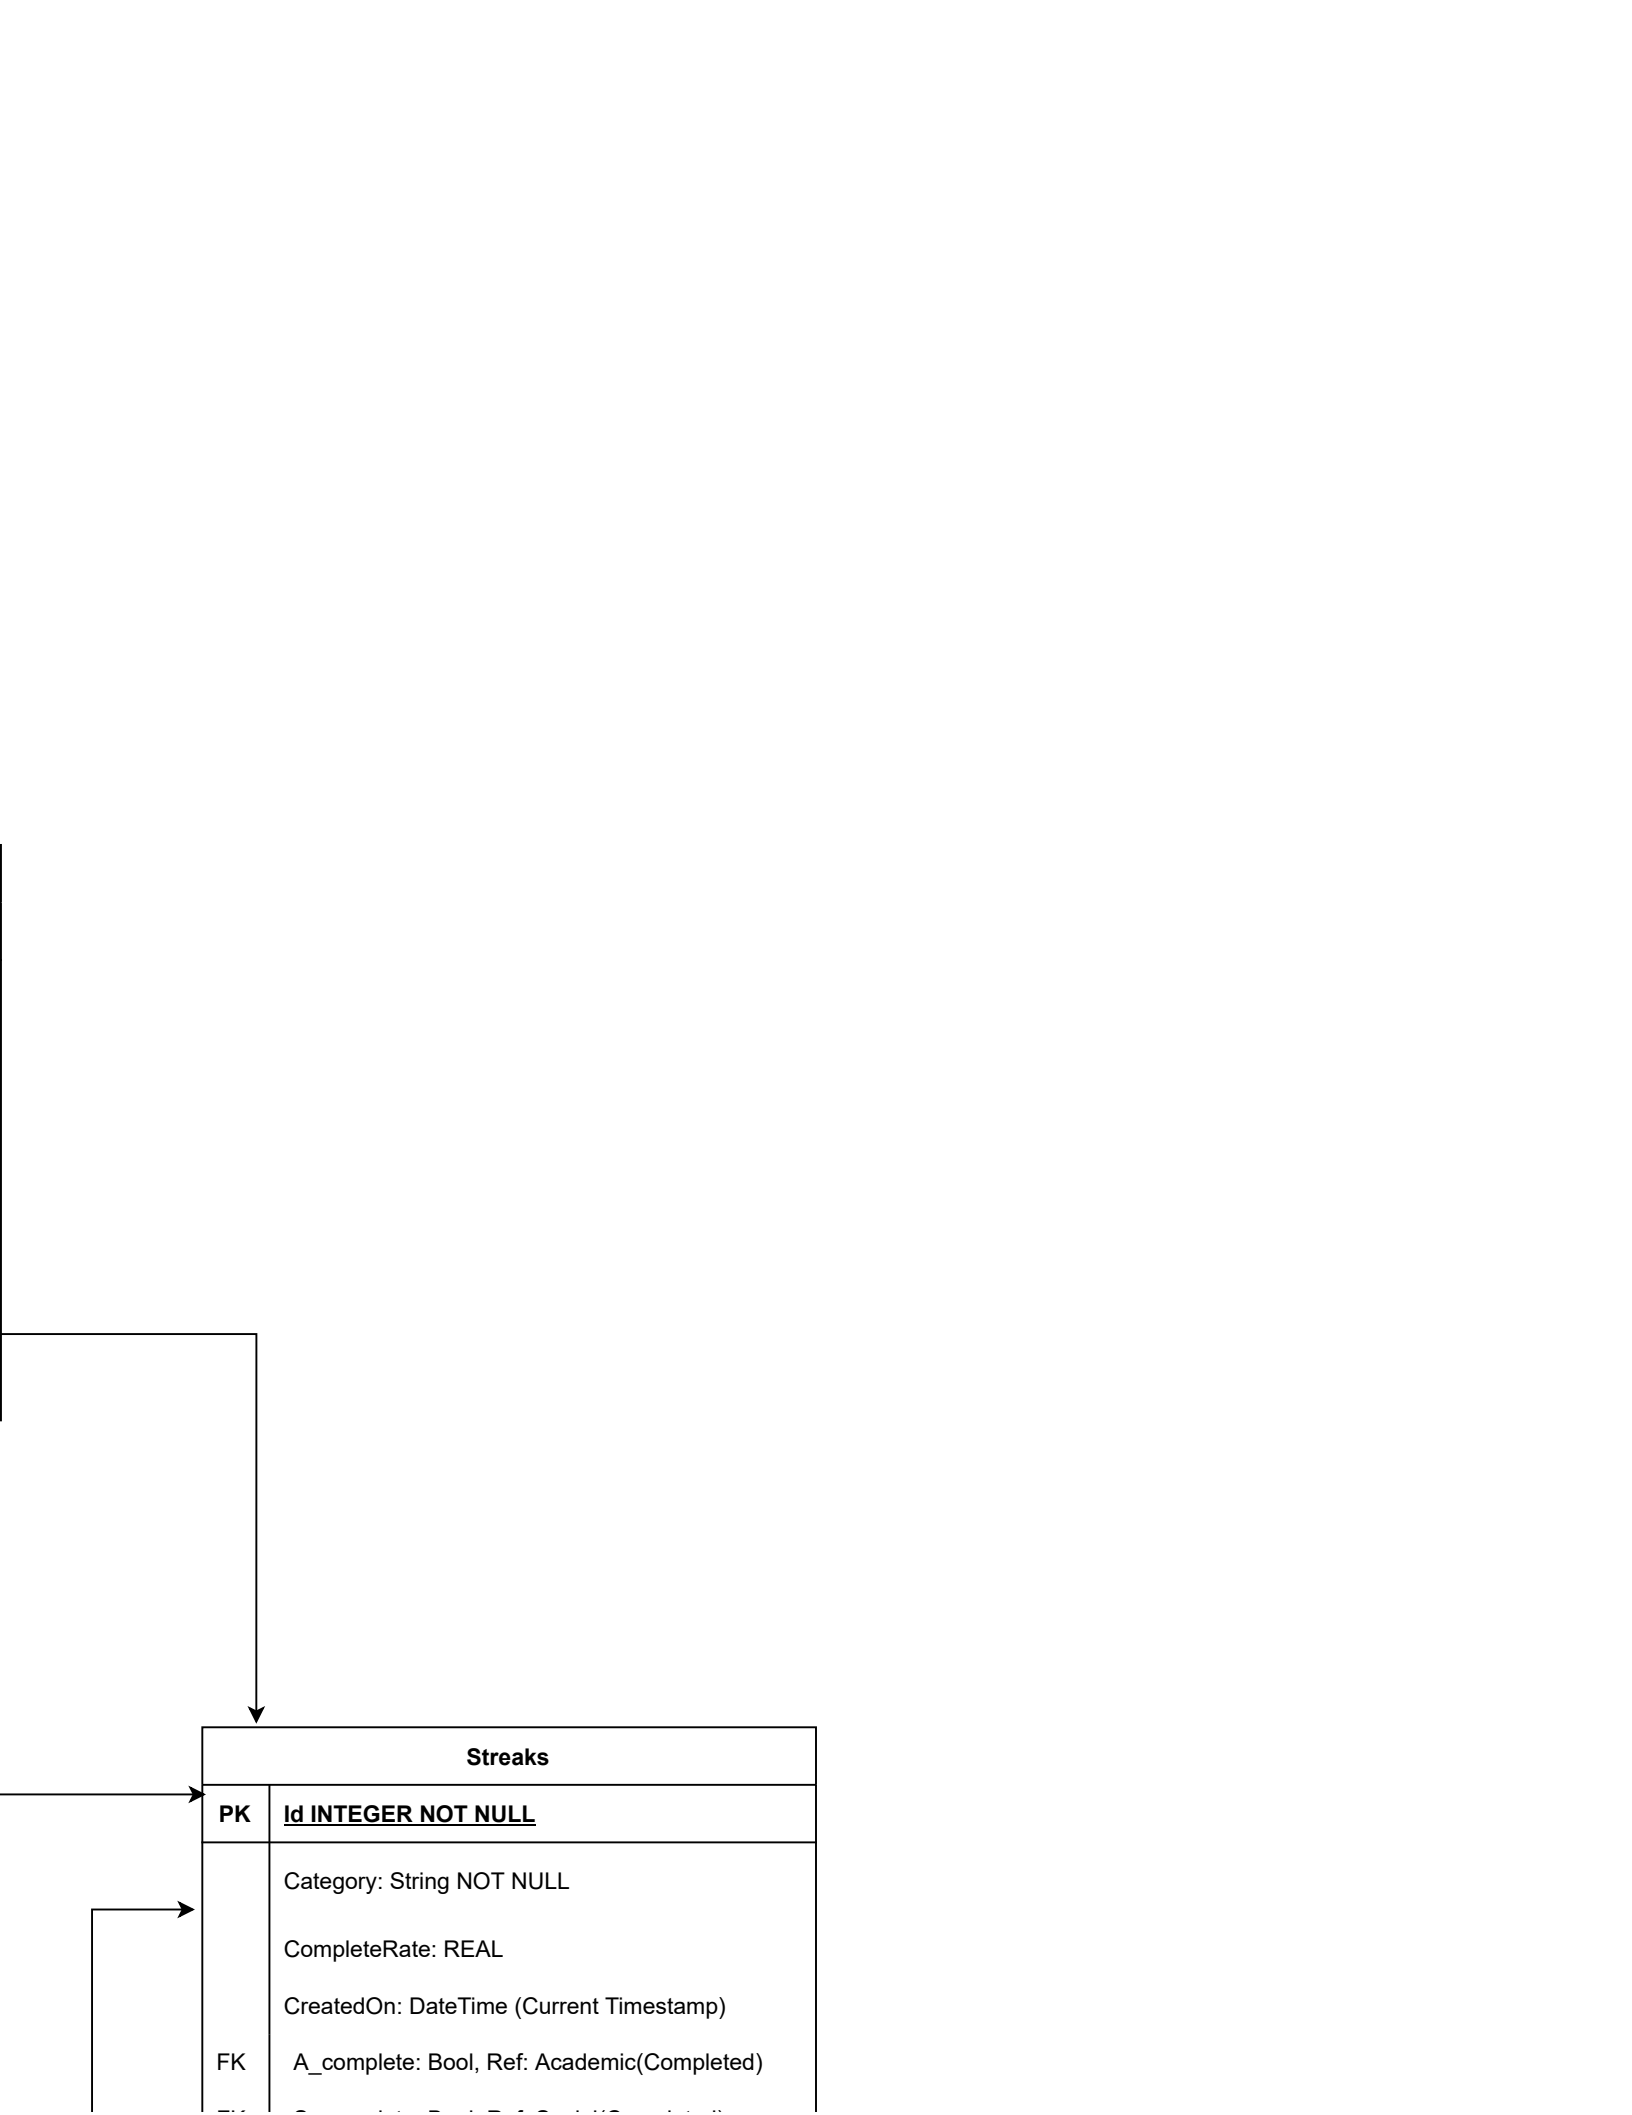 Streaks
PK Id INTEGER NOT NULL
Category: String NOT NULL
CompleteRate: REAL
CreatedOn: DateTime (Current Timestamp)
FK A_complete: Bool, Ref: Academic(Completed)